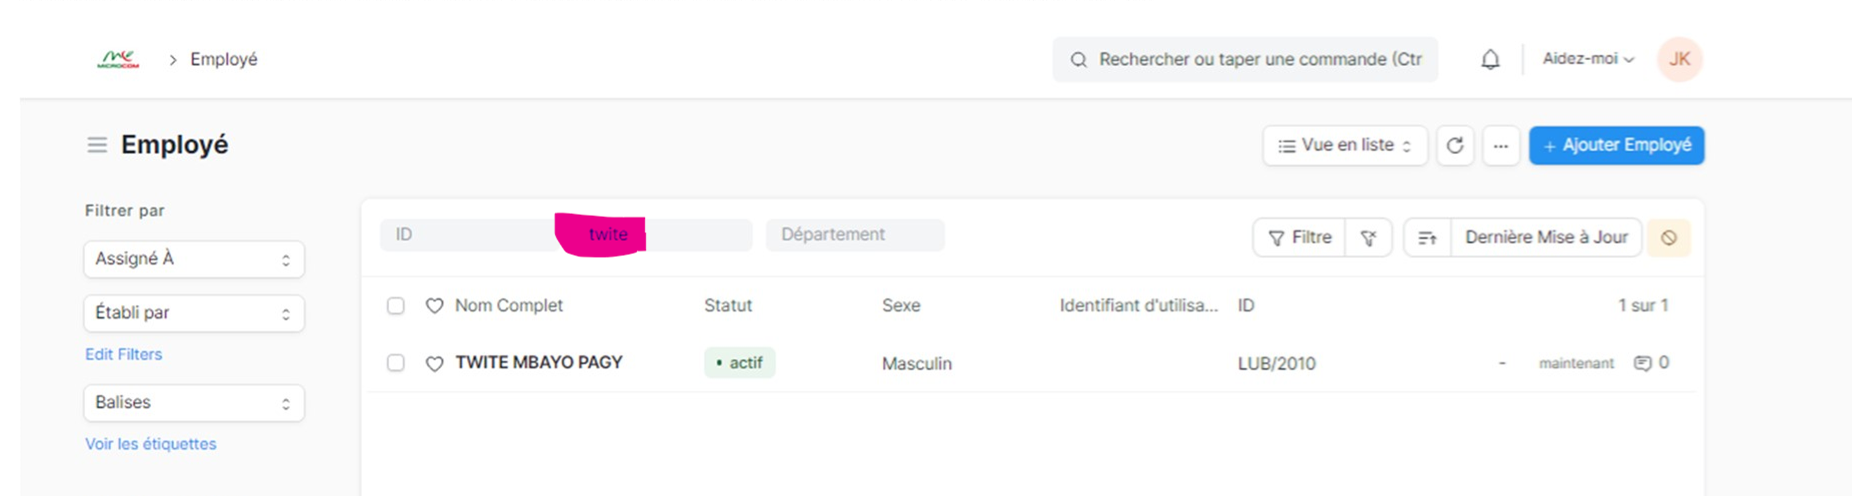 MICROCOM > Employé Rechercher ou taper une commande (Ctr Aidez-moi JK
Employé Vue en liste ... + Ajouter Employé
Filtrer par
Assigné À
Établi par
Edit Filters
Balises
Voir les étiquettes
ID twite Département Filtre Dernière Mise à Jour
Nom Complet Statut Sexe Identifiant d'utilisa... ID 1 sur 1
TWITE MBAYO PAGY • actif Masculin LUB/2010 - maintenant 0